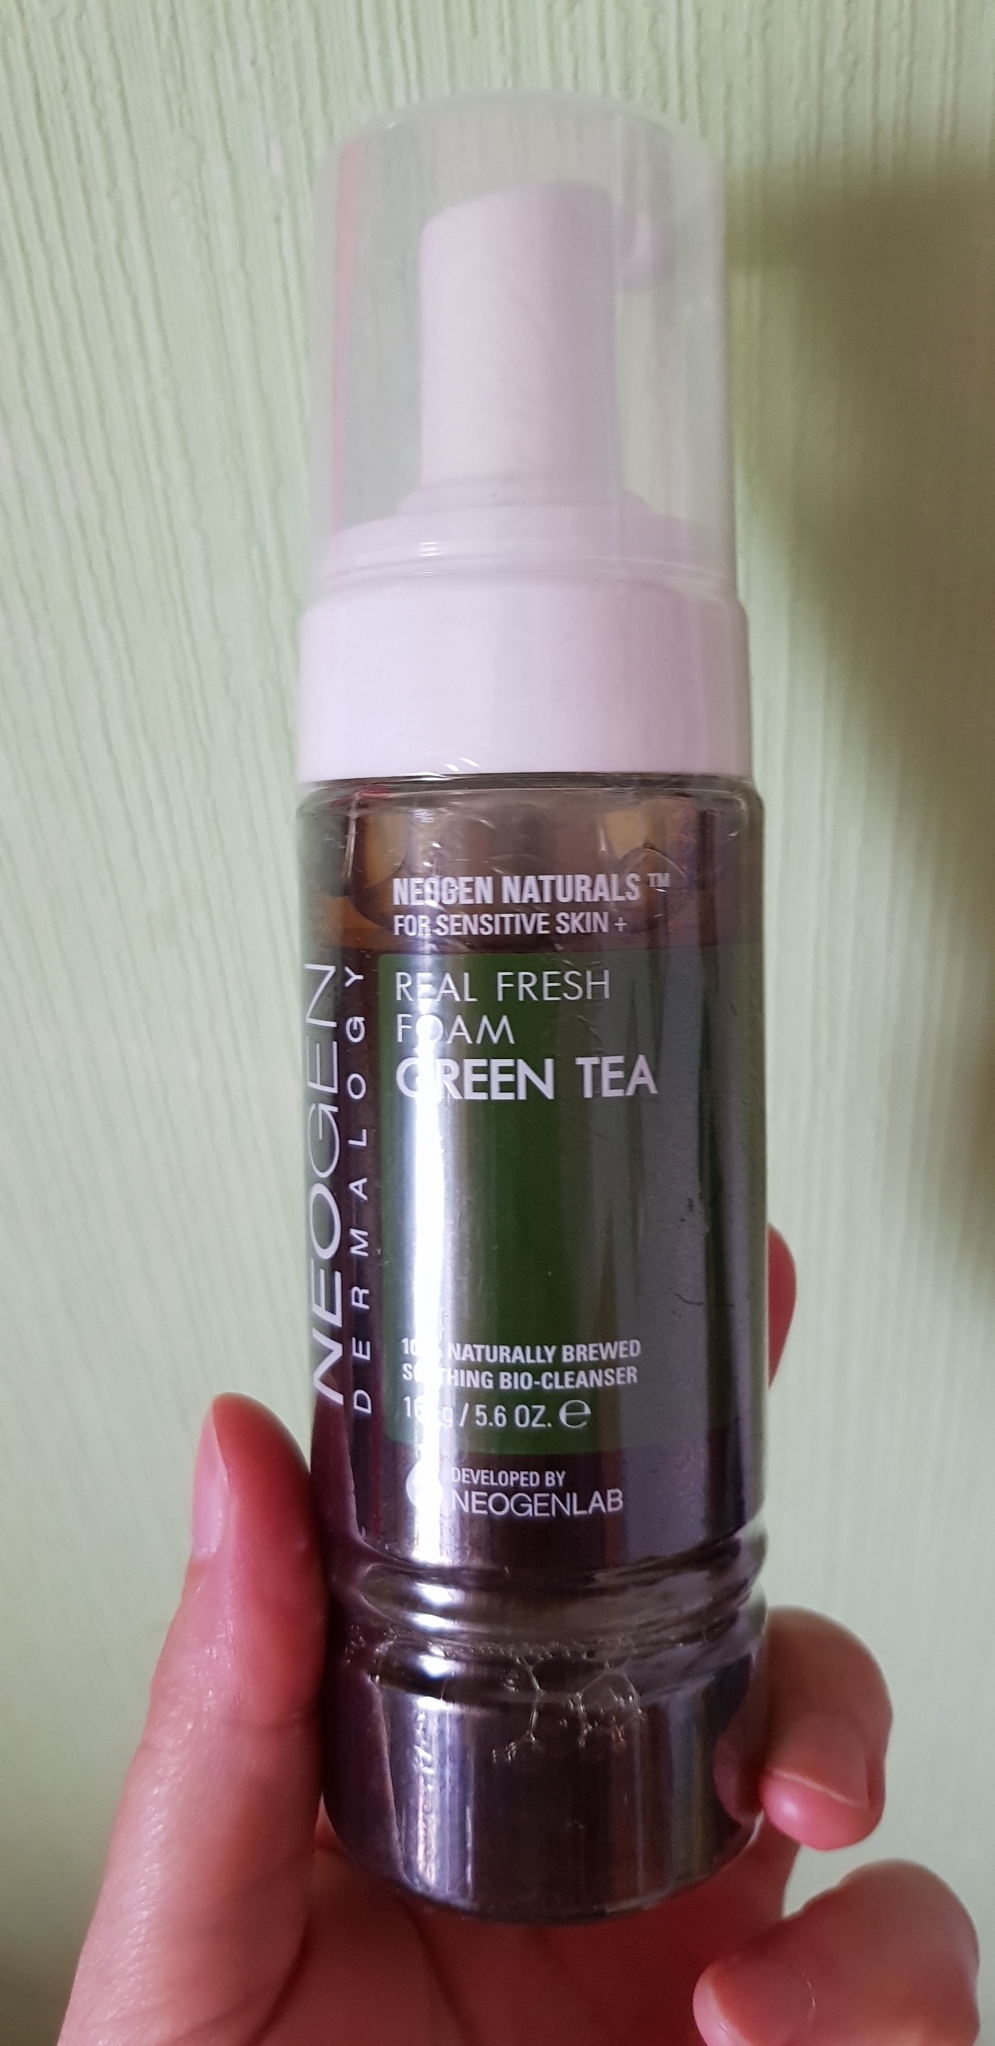 NEOGEN
DERMALOGY
NEOGEN NATURALS™
FOR SENSITIVE SKIN +
REAL FRESH
FOAM
GREEN TEA
NATURALLY BREWED
SOOTHING BIO-CLEANSER
/ 5.6 OZ. ℮
DEVELOPED BY
NEOGENLAB